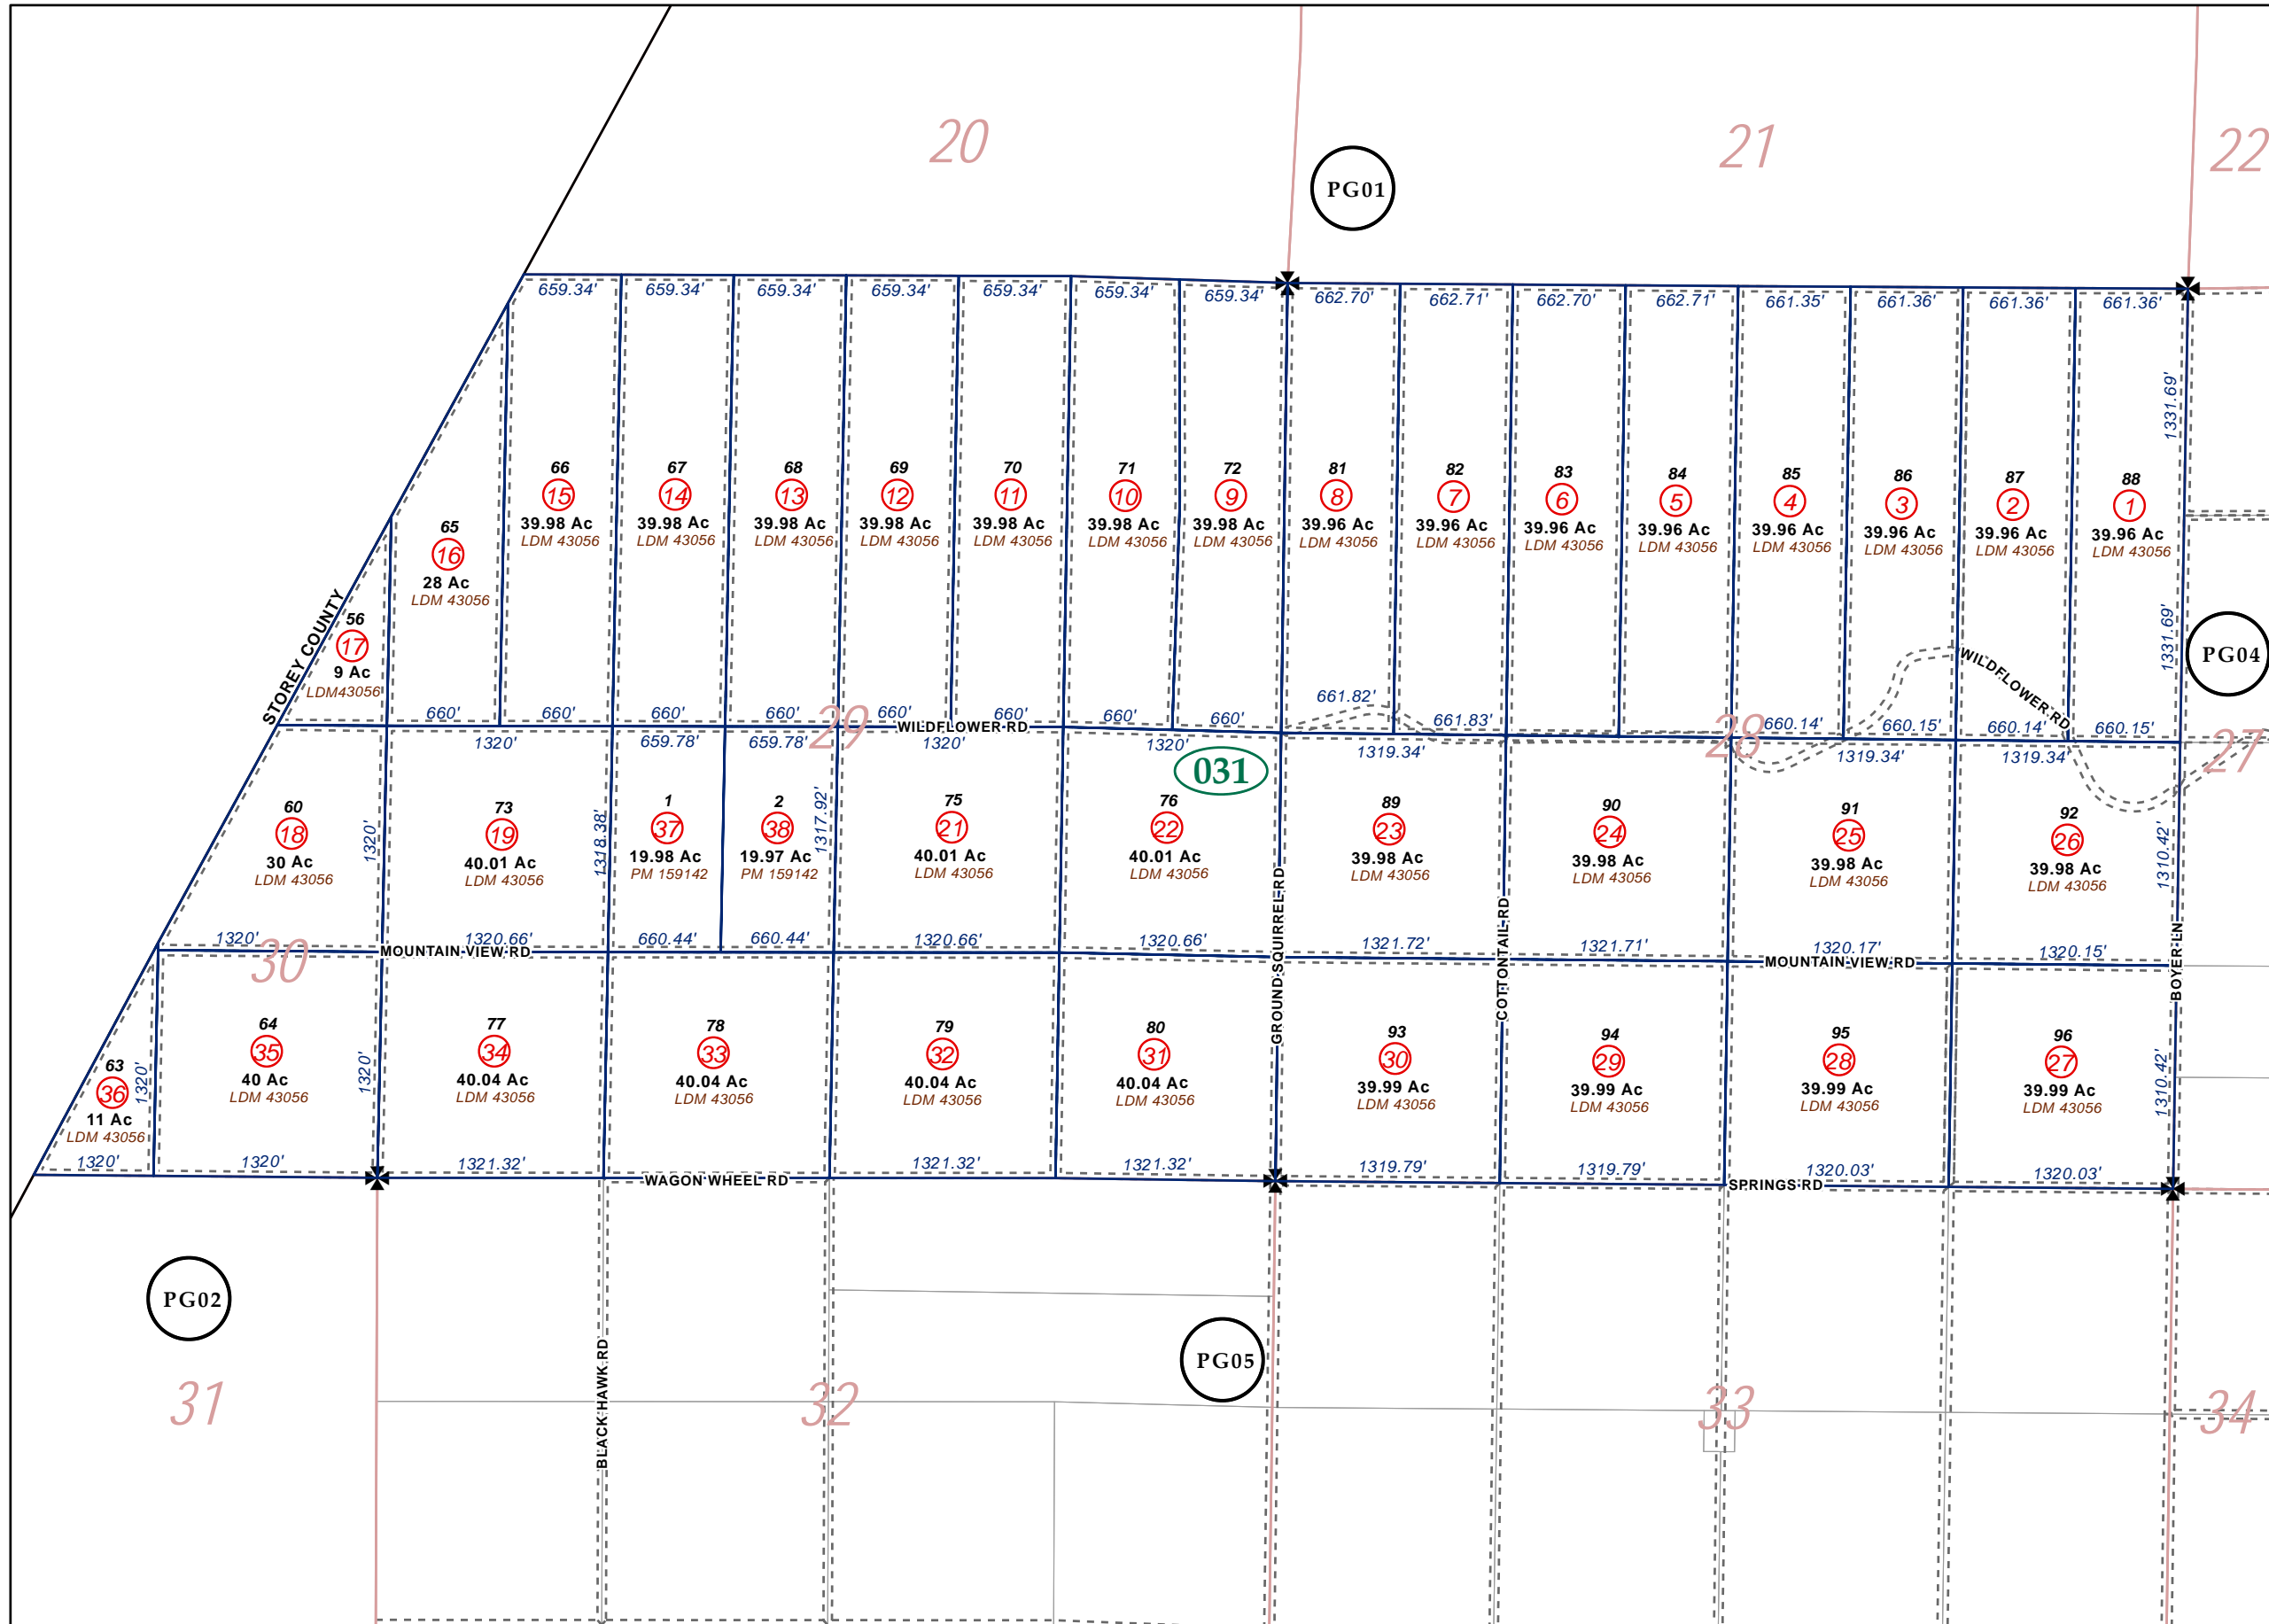 20
21
22
PG01
659.34'
659.34'
659.34'
659.34'
659.34'
659.34'
659.34'
662.70'
662.71'
662.70'
662.71'
661.35'
661.36'
661.36'
661.36'
1331.69'
66
15
39.98 Ac
LDM 43056
67
14
39.98 Ac
LDM 43056
68
13
39.98 Ac
LDM 43056
69
12
39.98 Ac
LDM 43056
70
11
39.98 Ac
LDM 43056
71
10
39.98 Ac
LDM 43056
72
9
39.98 Ac
LDM 43056
81
8
39.96 Ac
LDM 43056
82
7
39.96 Ac
LDM 43056
83
6
39.96 Ac
LDM 43056
84
5
39.96 Ac
LDM 43056
85
4
39.96 Ac
LDM 43056
86
3
39.96 Ac
LDM 43056
87
2
39.96 Ac
LDM 43056
88
1
39.96 Ac
LDM 43056
65
16
28 Ac
LDM 43056
STOREY COUNTY
56
17
9 Ac
LDM43056
1331.69'
PG04
WILDFLOWER RD
660'
660'
660'
660'
29
660'
660'
660'
660'
661.82'
661.83'
28
660.14'
660.15'
660.14'
660.15'
27
WILDFLOWER RD
1320'
659.78'
659.78'
1320'
1320'
1319.34'
1319.34'
1319.34'
031
60
18
30 Ac
LDM 43056
1320'
73
19
40.01 Ac
LDM 43056
1318.38'
1
37
19.98 Ac
PM 159142
2
38
19.97 Ac
PM 159142
1317.92'
75
21
40.01 Ac
LDM 43056
76
22
40.01 Ac
LDM 43056
89
23
39.98 Ac
LDM 43056
90
24
39.98 Ac
LDM 43056
91
25
39.98 Ac
LDM 43056
92
26
39.98 Ac
LDM 43056
1310.42'
GROUND SQUIRREL RD
COTTONTAIL RD
BOYER LN
1320'
1320.66'
660.44'
660.44'
1320.66'
1320.66'
1321.72'
1321.71'
1320.17'
1320.15'
30
MOUNTAIN VIEW RD
MOUNTAIN VIEW RD
63
36
11 Ac
LDM 43056
1320'
64
35
40 Ac
LDM 43056
1320'
77
34
40.04 Ac
LDM 43056
78
33
40.04 Ac
LDM 43056
79
32
40.04 Ac
LDM 43056
80
31
40.04 Ac
LDM 43056
93
30
39.99 Ac
LDM 43056
94
29
39.99 Ac
LDM 43056
95
28
39.99 Ac
LDM 43056
96
27
39.99 Ac
LDM 43056
1310.42'
1320'
1320'
1321.32'
1321.32'
1321.32'
1319.79'
1319.79'
1320.03'
1320.03'
WAGON WHEEL RD
SPRINGS RD
PG02
PG05
BLACK HAWK RD
31
32
33
34